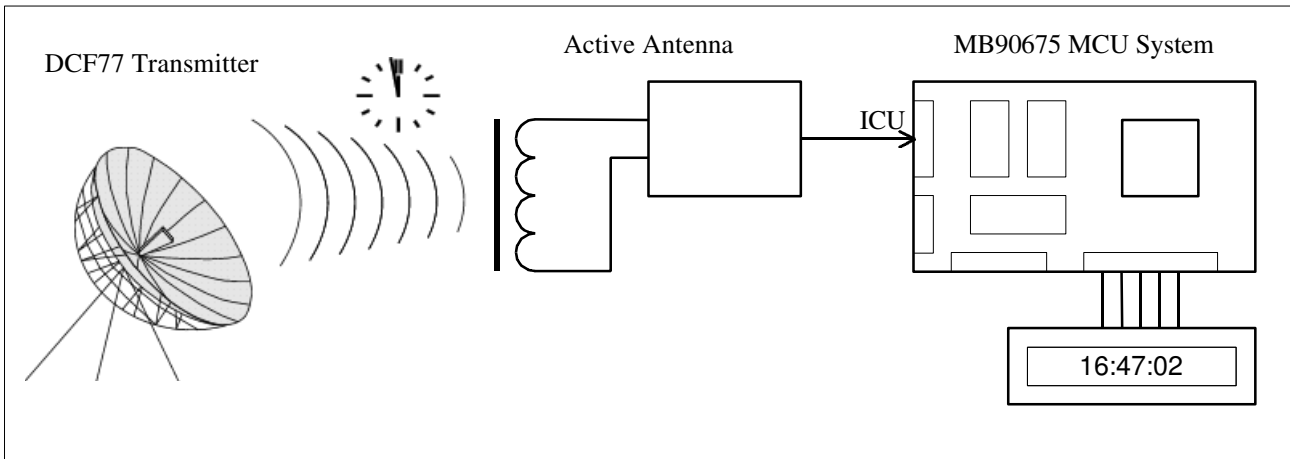 DCF77 Transmitter
Active Antenna
MB90675 MCU System
ICU
16:47:02